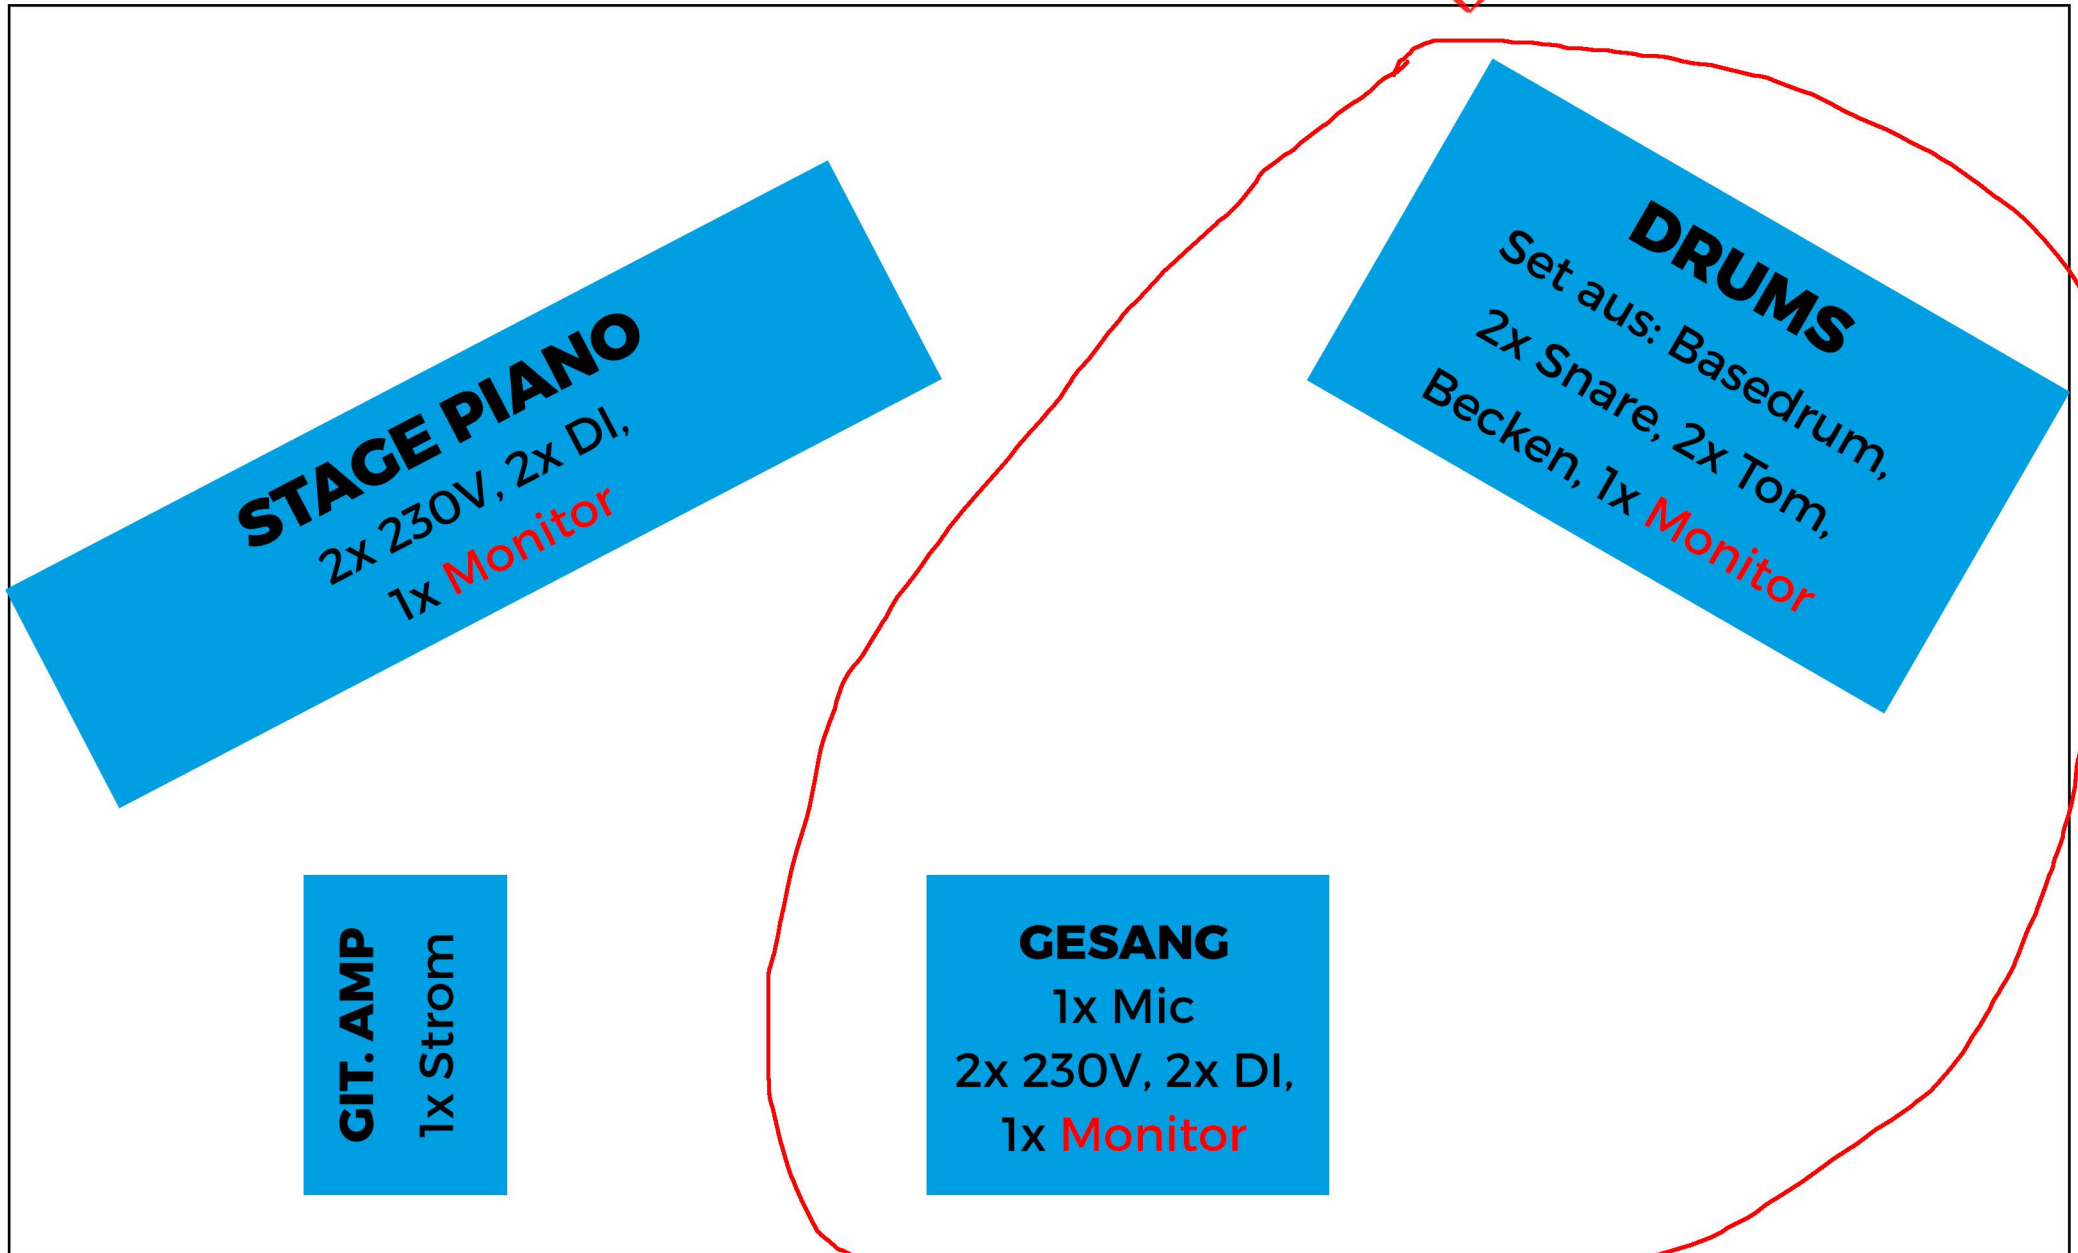 STAGE PIANO
2x 230V, 2x DI,
1x Monitor
DRUMS
Set aus: Basedrum,
2x Snare, 2x Tom,
Becken, 1x Monitor
GIT. AMP
1x Strom
GESANG
1x Mic
2x 230V, 2x DI,
1x Monitor